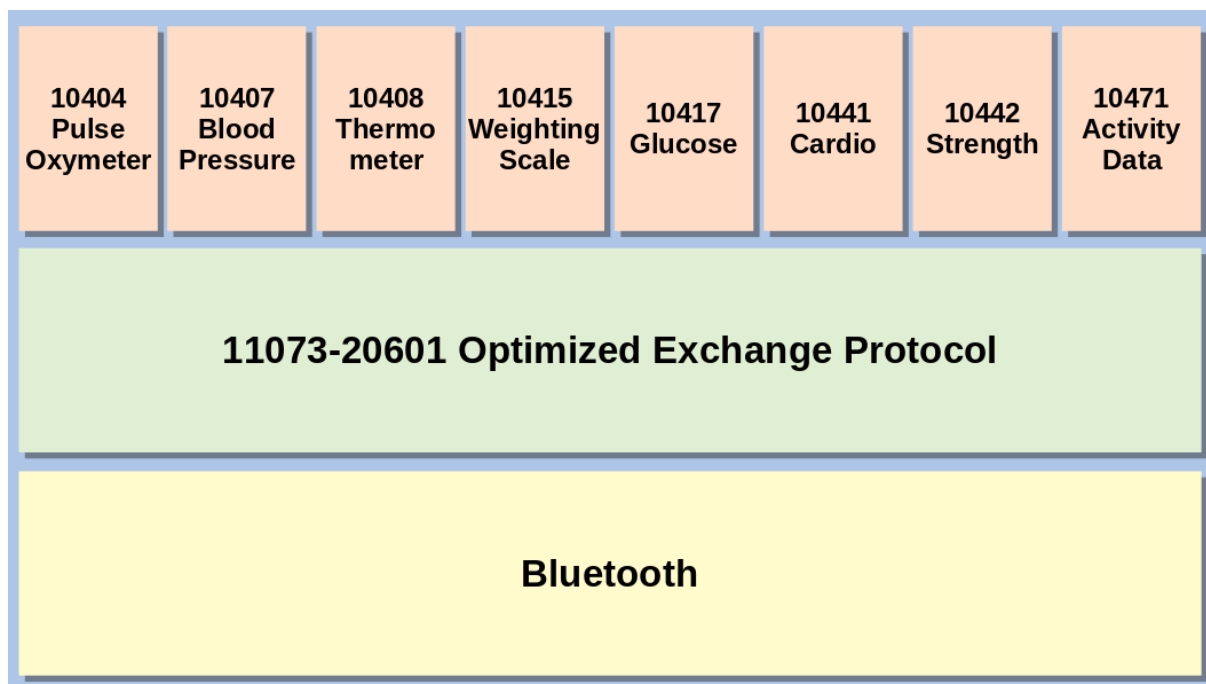 10404
Pulse
Oxymeter
10407
Blood
Pressure
10408
Thermo
meter
10415
Weighting
Scale
10417
Glucose
10441
Cardio
10442
Strength
10471
Activity
Data
11073-20601 Optimized Exchange Protocol
Bluetooth